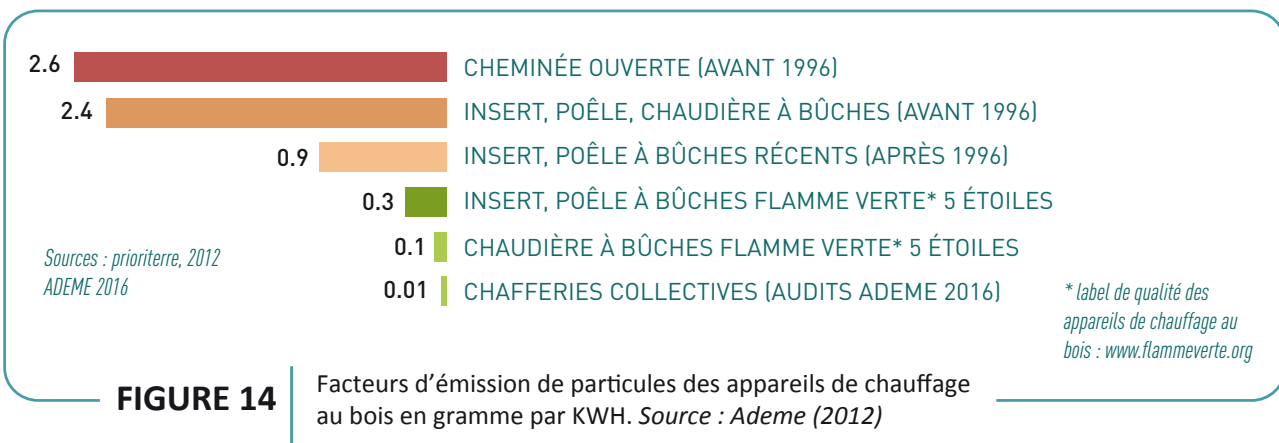 2.6 CHEMINÉE OUVERTE (AVANT 1996)
2.4 INSERT, POÊLE, CHAUDIÈRE À BÛCHES (AVANT 1996)
0.9 INSERT, POÊLE À BÛCHES RÉCENTS (APRÈS 1996)
0.3 INSERT, POÊLE À BÛCHES FLAMME VERTE* 5 ÉTOILES
0.1 CHAUDIÈRE À BÛCHES FLAMME VERTE* 5 ÉTOILES
0.01 CHAFFERIES COLLECTIVES (AUDITS ADEME 2016)
Sources : prioriterre, 2012
ADEME 2016
* label de qualité des
appareils de chauffage au
bois : www.flammeverte.org
FIGURE 14
Facteurs d'émission de particules des appareils de chauffage
au bois en gramme par KWH. Source : Ademe (2012)